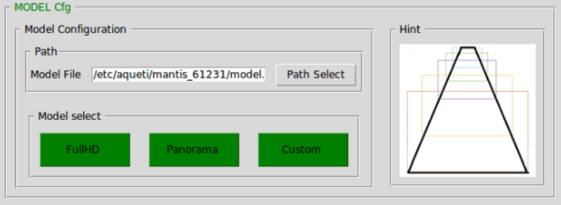 MODEL Cfg
Model Configuration
Hint
Path
Model File /etc/aqueti/mantis_61231/model. Path Select
Model select
FullHD Panorama Custom